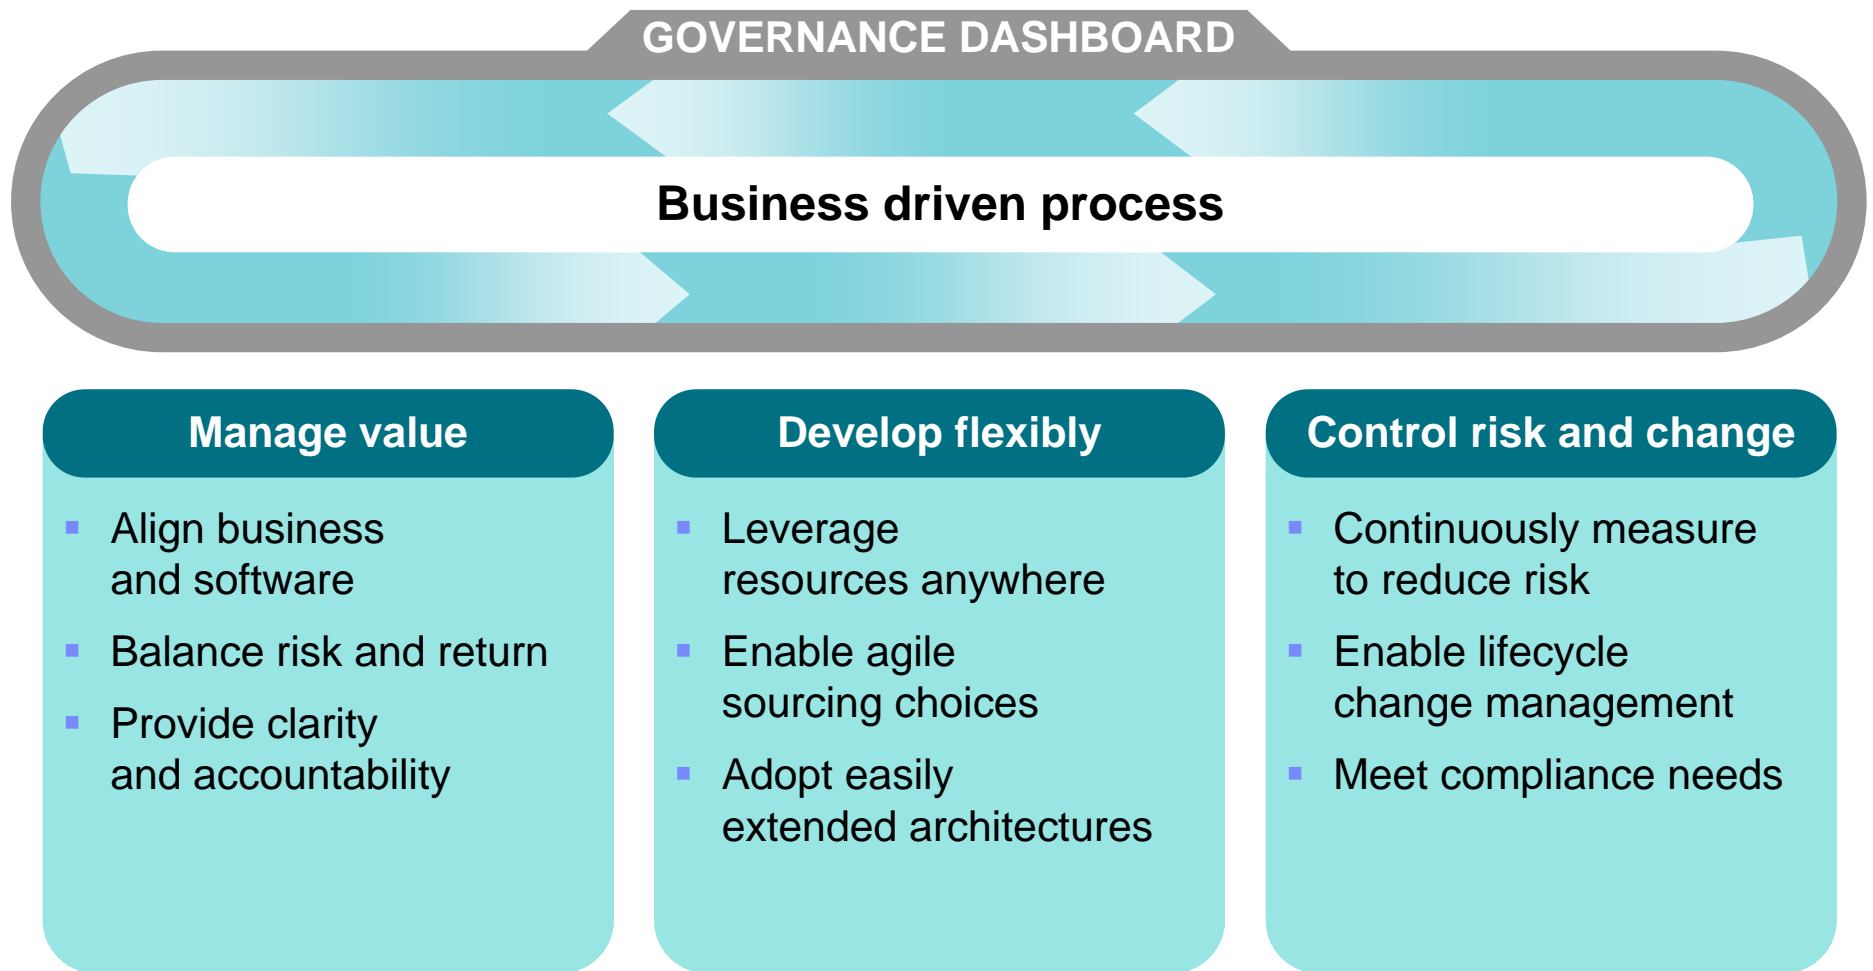 GOVERNANCE DASHBOARD
Business driven process
Manage value
Align business
and software
Balance risk and return
Provide clarity
and accountability
Develop flexibly
Leverage
resources anywhere
Enable agile
sourcing choices
Adopt easily
extended architectures
Control risk and change
Continuously measure
to reduce risk
Enable lifecycle
change management
Meet compliance needs